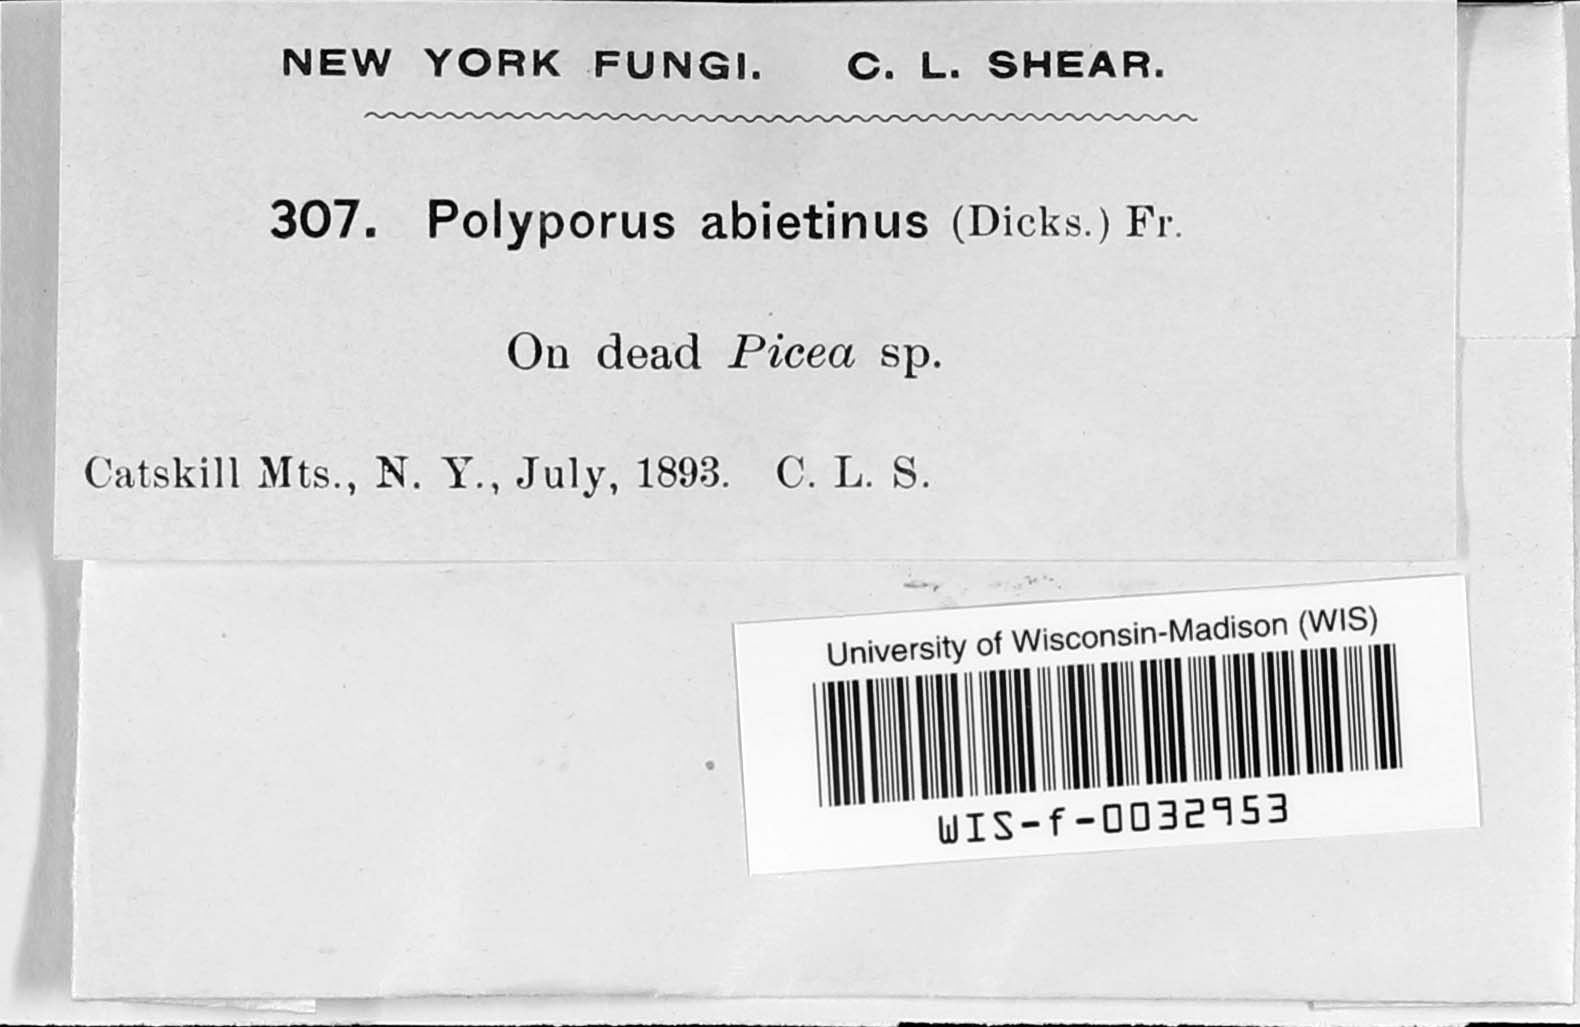 NEW YORK FUNGI. C. L. SHEAR.
307. Polyporus abietinus (Dicks.) Fr.
On dead Picea sp.
Catskill Mts., N. Y., July, 1893. C. L. S.
University of Wisconsin-Madison (WIS)
WIS-f-0032953